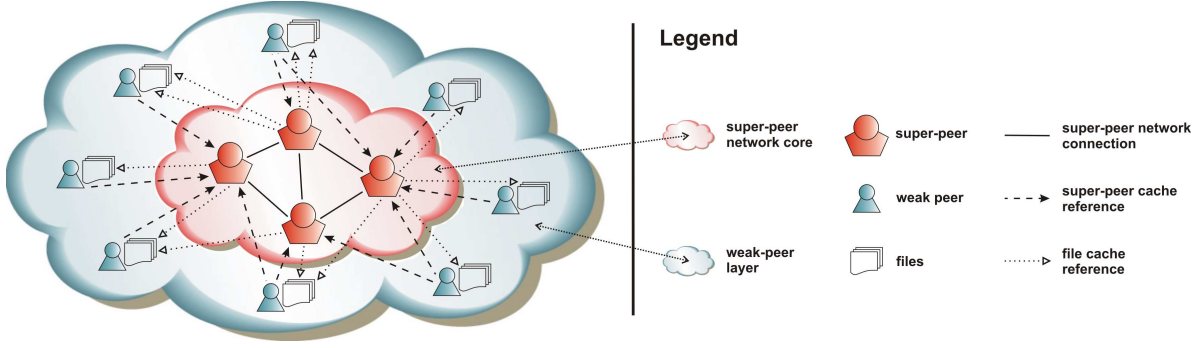 Legend
super-peer
network core
super-peer
super-peer network
connection
weak peer
super-peer cache
reference
weak-peer
layer
files
file cache
reference